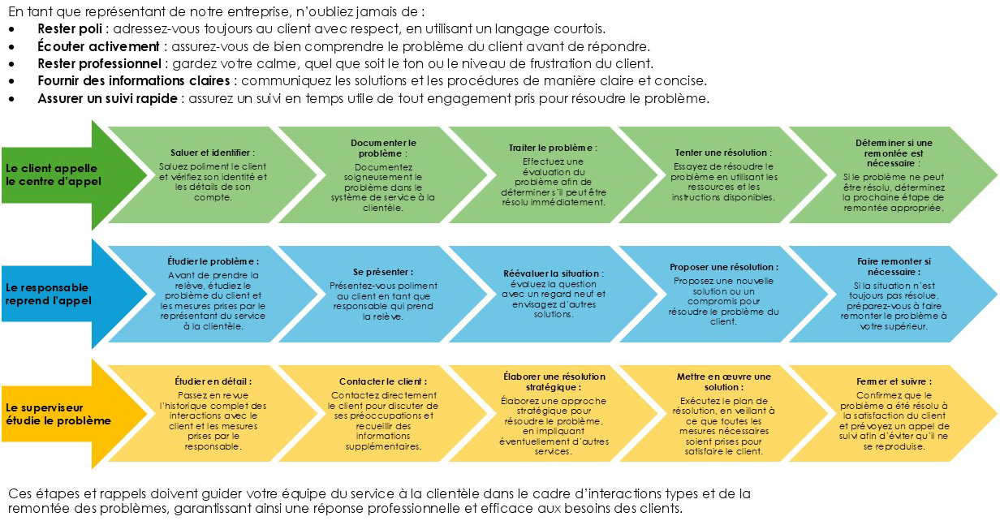 En tant que représentant de notre entreprise, n'oubliez jamais de :
• Rester poli : adressez-vous toujours au client avec respect, en utilisant un langage courtois.
• Écouter activement : assurez-vous de bien comprendre le problème du client avant de répondre.
• Rester professionnel : gardez votre calme, quel que soit le ton ou le niveau de frustration du client.
• Fournir des informations claires : communiquez les solutions et les procédures de manière claire et concise.
• Assurer un suivi rapide : assurez un suivi en temps utile de tout engagement pris pour résoudre le problème.
Le client appelle
le centre d'appel
Saluer et identifier :
Saluez poliment le client
et vérifiez son identité et
les détails de son
compte.
Documenter le
problème :
Documentez
soigneusement le
problème dans le
système de service à la
clientèle.
Traiter le problème :
Effectuez une
évaluation du
problème afin de
déterminer s'il peut être
résolu immédiatement.
Tenter une résolution :
Essayez de résoudre le
problème en utilisant les
ressources et les
instructions disponibles.
Déterminer si une
remontée est
nécessaire :
Si le problème ne peut
être résolu, déterminez
la prochaine étape de
remontée appropriée.
Le responsable
reprend l'appel
Étudier le problème :
Avant de prendre la
relève, étudiez le
problème du client et
les mesures prises par le
représentant du service
à la clientèle.
Se présenter :
Présentez-vous poliment
au client en tant que
responsable qui prend
la relève.
Réévaluer la situation :
évaluez la question
avec un regard neuf et
envisagez d'autres
solutions.
Proposer une résolution :
Proposez une nouvelle
solution ou un
compromis pour
résoudre le problème du
client.
Faire remonter si
nécessaire :
Si la situation n'est
toujours pas résolue,
préparez-vous à faire
remonter le problème à
votre supérieur.
Le superviseur
étudie le problème
Étudier en détail :
Passez en revue
l'historique complet des
interactions avec le
client et les mesures
prises par le
responsable.
Contacter le client :
Contactez directement
le client pour discuter de
ses préoccupations et
recueillir des
informations
supplémentaires.
Élaborer une résolution
stratégique :
Élaborez une approche
stratégique pour
résoudre le problème,
en impliquant
éventuellement d'autres
services.
Mettre en œuvre une
solution :
Exécutez le plan de
résolution, en veillant à
ce que toutes les
mesures nécessaires
soient prises pour
satisfaire le client.
Fermer et suivre :
Confirmez que le
problème a été résolu à
la satisfaction du client
et prévoyez un appel de
suivi afin d'éviter qu'il ne
se reproduise.
Ces étapes et rappels doivent guider votre équipe du service à la clientèle dans le cadre d'interactions types et de la
remontée des problèmes, garantissant ainsi une réponse professionnelle et efficace aux besoins des clients.